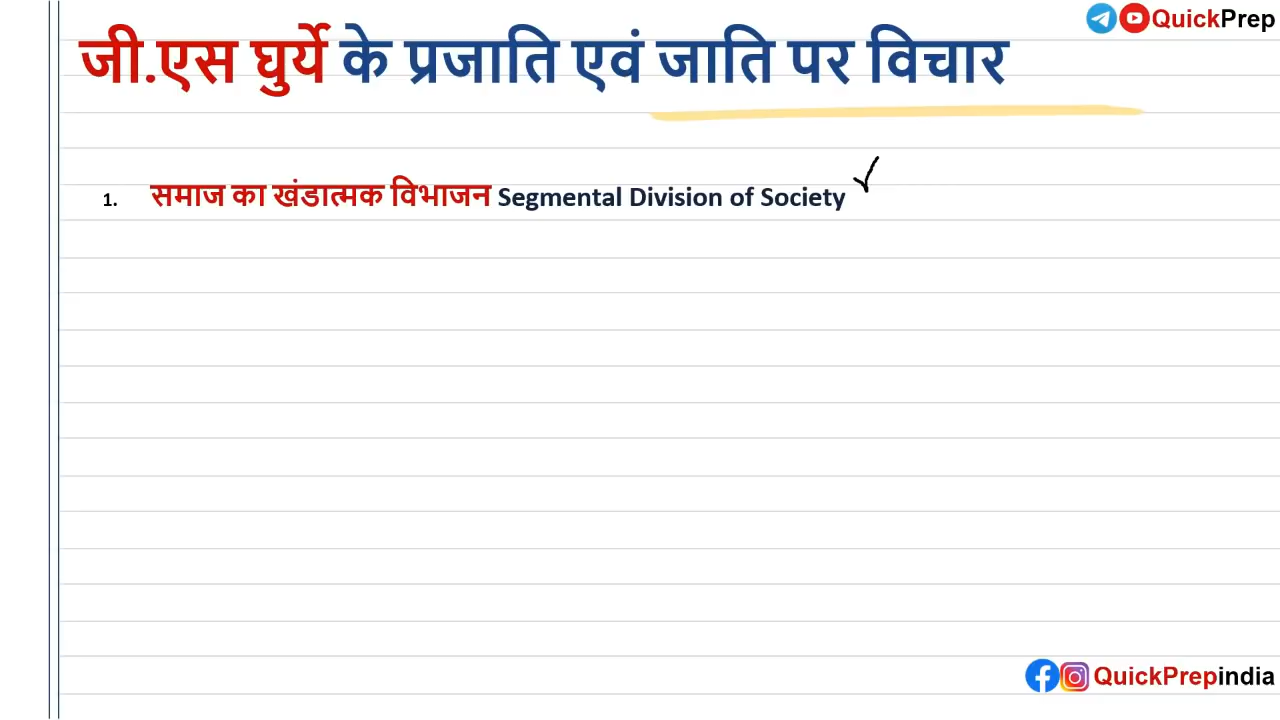 QuickPrep
जी.एस घुर्ये के प्रजाति एवं जाति पर विचार
1. समाज का खंडात्मक विभाजन Segmental Division of Society
QuickPrepindia